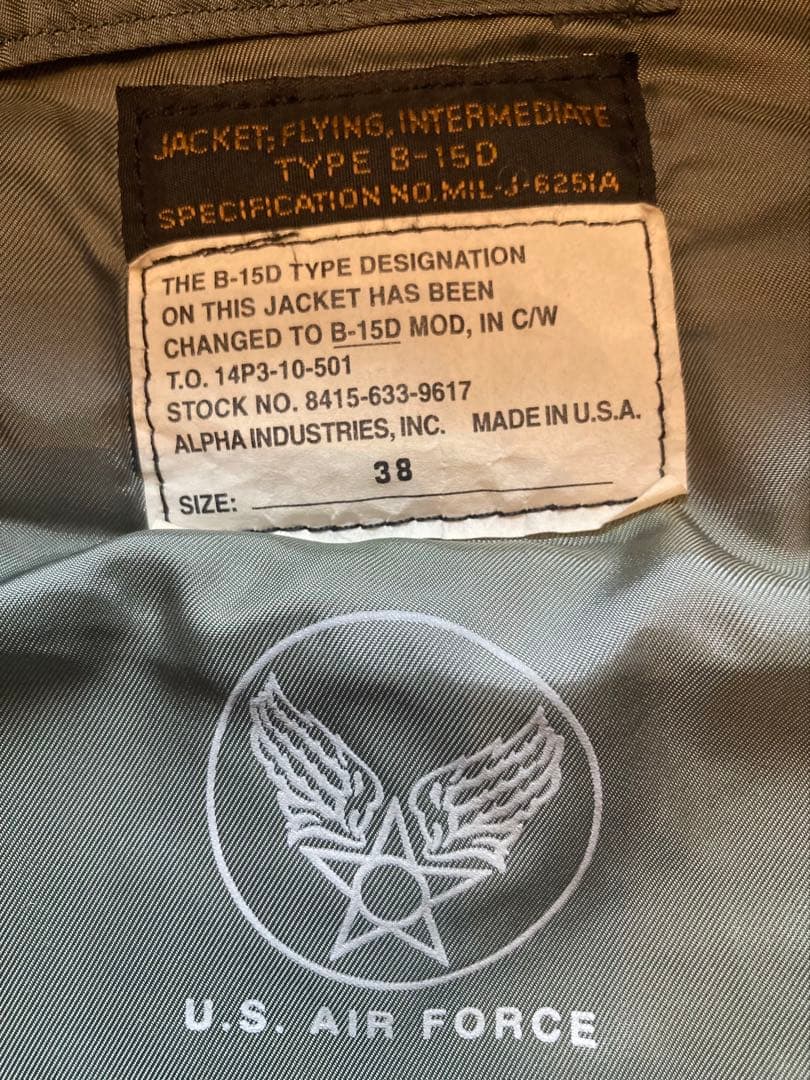 JACKET, FLYING, INTERMEDIATE
TYPE B-15D
SPECIFICATION NO.MIL-J-6251A
THE B-15D TYPE DESIGNATION
ON THIS JACKET HAS BEEN
CHANGED TO B-15D MOD, IN C/W
T.O. 14P3-10-501
STOCK NO. 8415-633-9617
ALPHA INDUSTRIES, INC. MADE IN U.S.A.
38
SIZE:
U.S. AIR FORCE